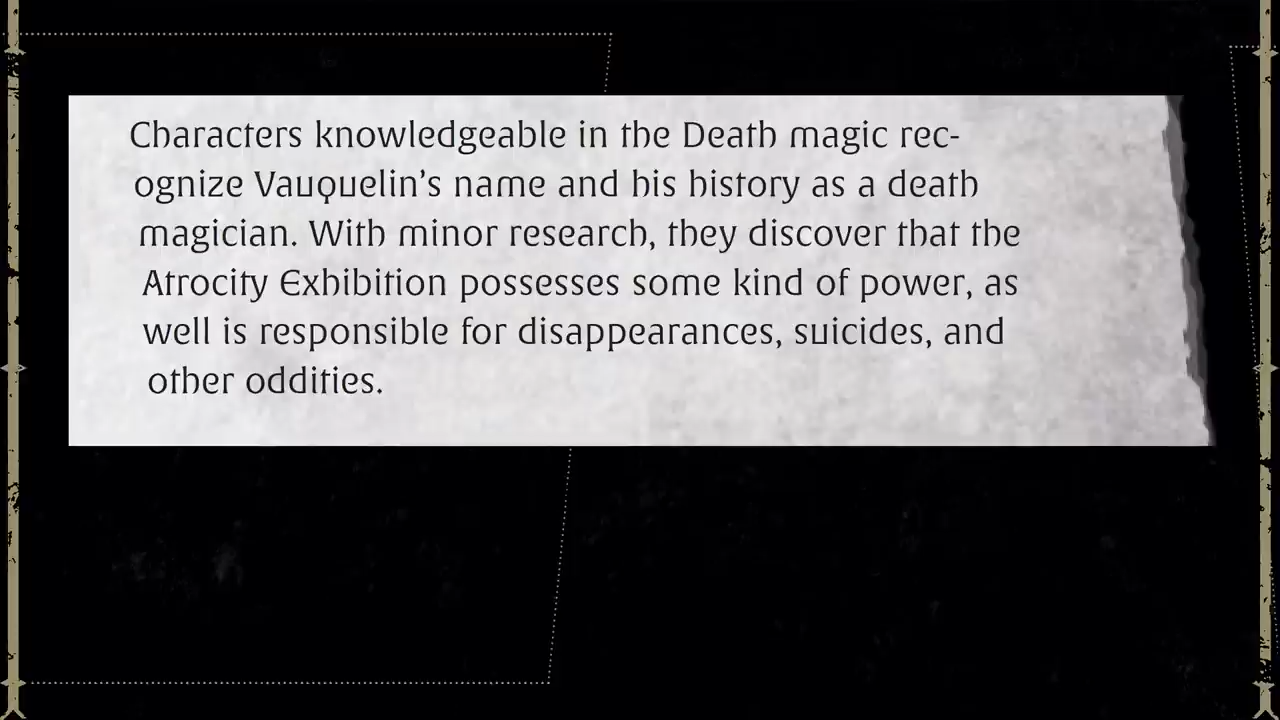 Characters knowledgeable in the Death magic rec-
ognize Vauquelin's name and his history as a death
magician. With minor research, they discover that the
Atrocity Exhibition possesses some kind of power, as
well is responsible for disappearances, suicides, and
other oddities.